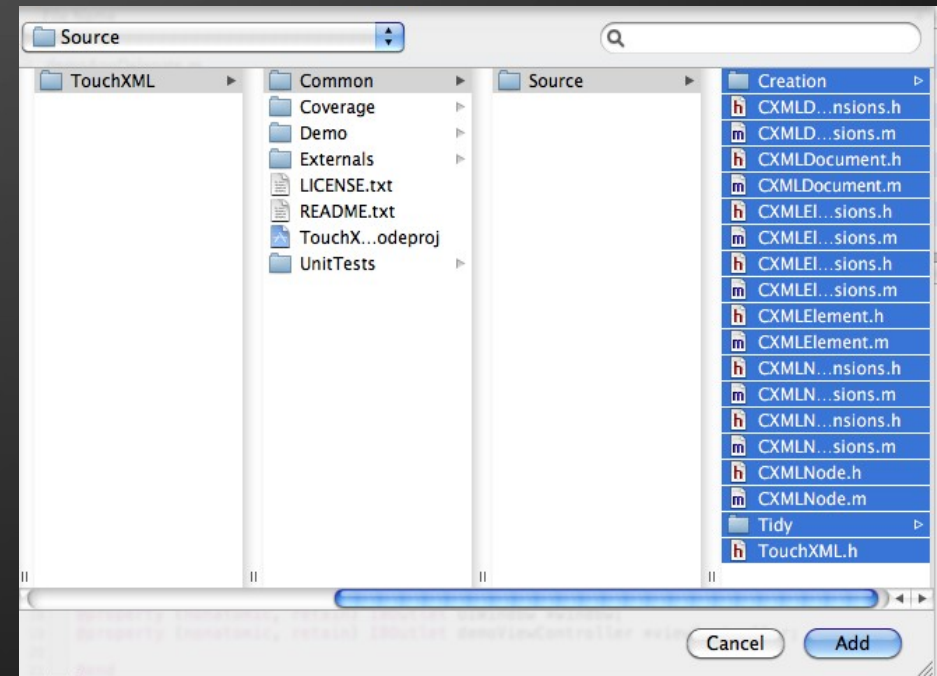 Source
TouchXML
Common
Coverage
Demo
Externals
LICENSE.txt
README.txt
TouchX...odeproj
UnitTests
Source
Creation
CXMLD...nsions.h
CXMLD...sions.m
CXMLDocument.h
CXMLDocument.m
CXMLEl...sions.h
CXMLEl...sions.m
CXMLEl...sions.h
CXMLEl...sions.m
CXMLElement.h
CXMLElement.m
CXMLN...nsions.h
CXMLN...sions.m
CXMLN...nsions.h
CXMLN...sions.m
CXMLNode.h
CXMLNode.m
Tidy
TouchXML.h
Cancel
Add